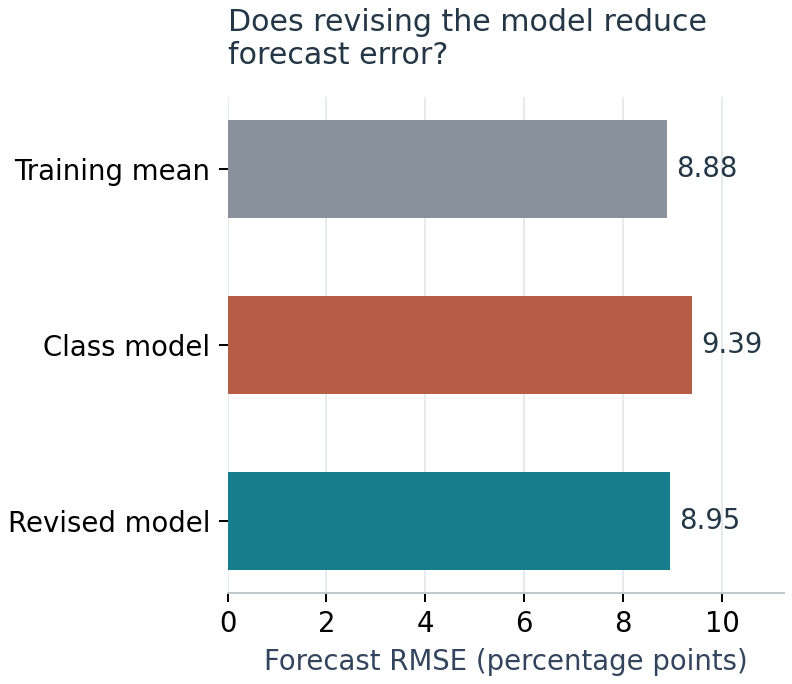 Does revising the model reduce
forecast error?
Training mean
8.88
Class model
9.39
Revised model
8.95
0 2 4 6 8 10
Forecast RMSE (percentage points)